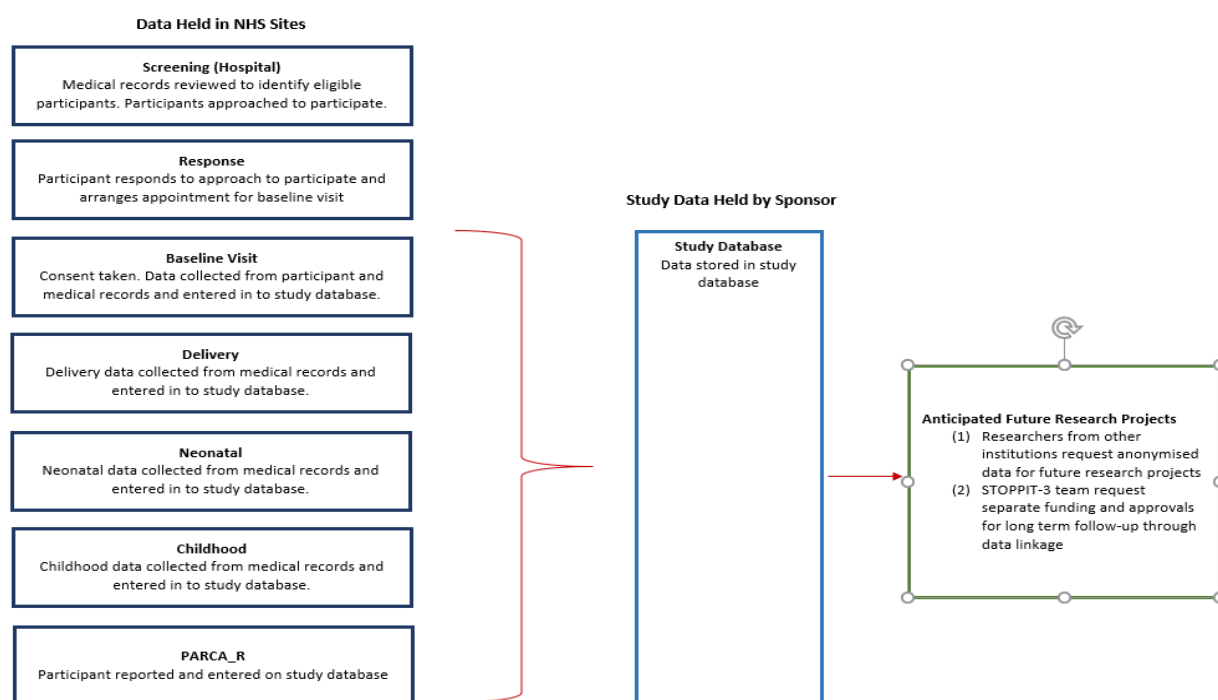 Data Held in NHS Sites
Screening (Hospital)
Medical records reviewed to identify eligible
participants. Participants approached to participate.
Response
Participant responds to approach to participate and
arranges appointment for baseline visit
Baseline Visit
Consent taken. Data collected from participant and
medical records and entered in to study database.
Delivery
Delivery data collected from medical records and
entered in to study database.
Neonatal
Neonatal data collected from medical records and
entered in to study database.
Childhood
Childhood data collected from medical records and
entered in to study database.
PARCA_R
Participant reported and entered on study database
Study Data Held by Sponsor
Study Database
Data stored in study
database
Anticipated Future Research Projects
(1) Researchers from other
institutions request anonymised
data for future research projects
(2) STOPPIT-3 team request
separate funding and approvals
for long term follow-up through
data linkage